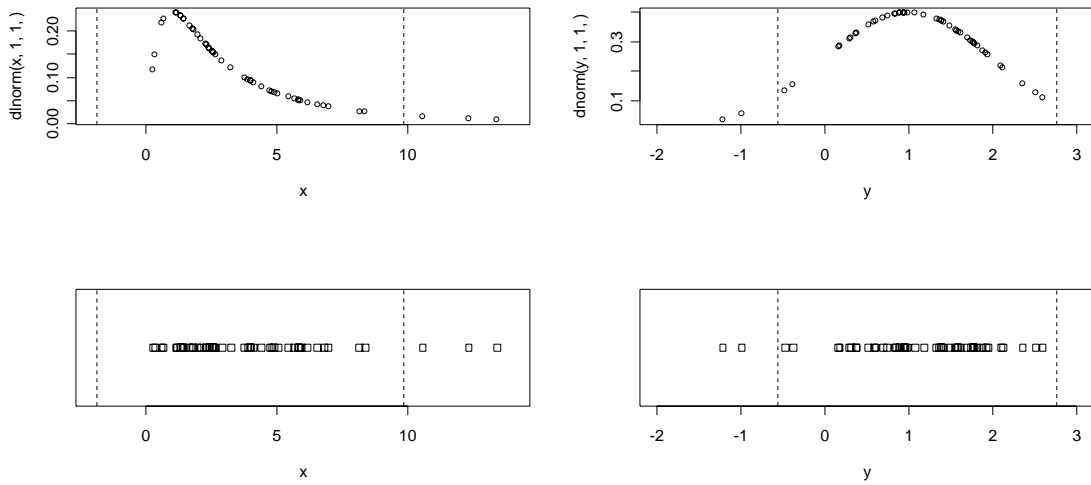 dlnorm(x, 1, 1, )
0.00 0.10 0.20
0 5 10
x
dnorm(y, 1, 1, )
0.1 0.3
-2 -1 0 1 2 3
y
0 5 10
x
-2 -1 0 1 2 3
y